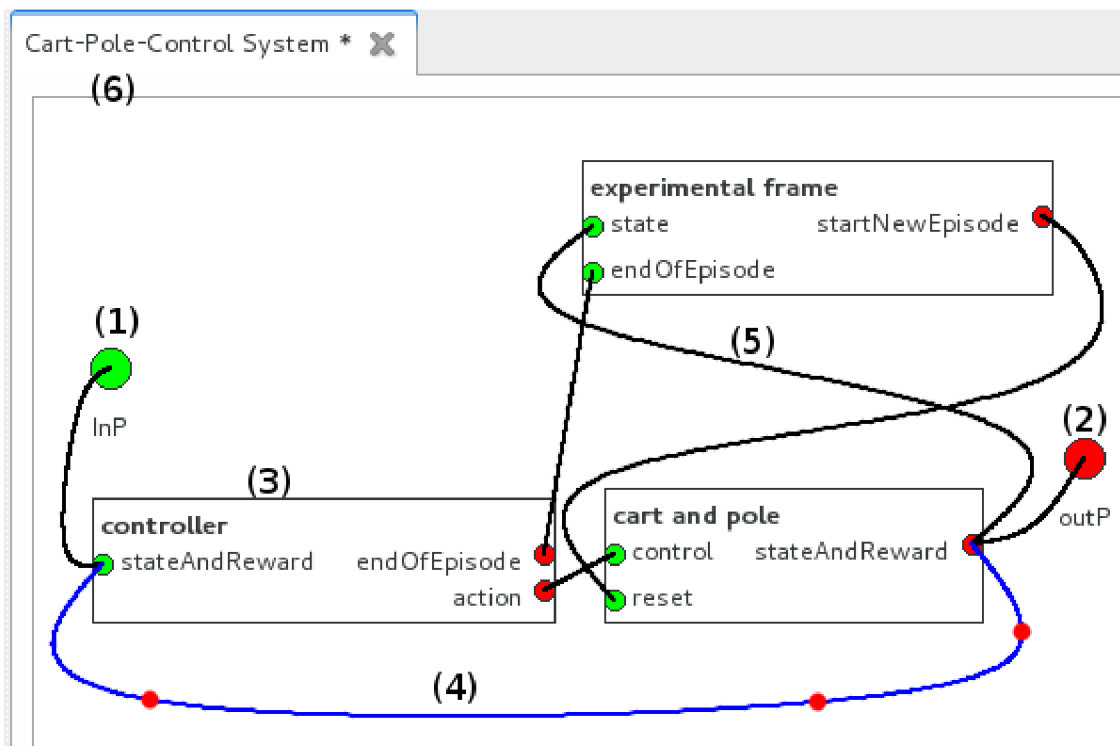 Cart-Pole-Control System *
(6)
experimental frame
state
startNewEpisode
endOfEpisode
(1)
(5)
InP
(2)
outP
(3)
controller
stateAndReward
endOfEpisode
action
cart and pole
control
stateAndReward
reset
(4)